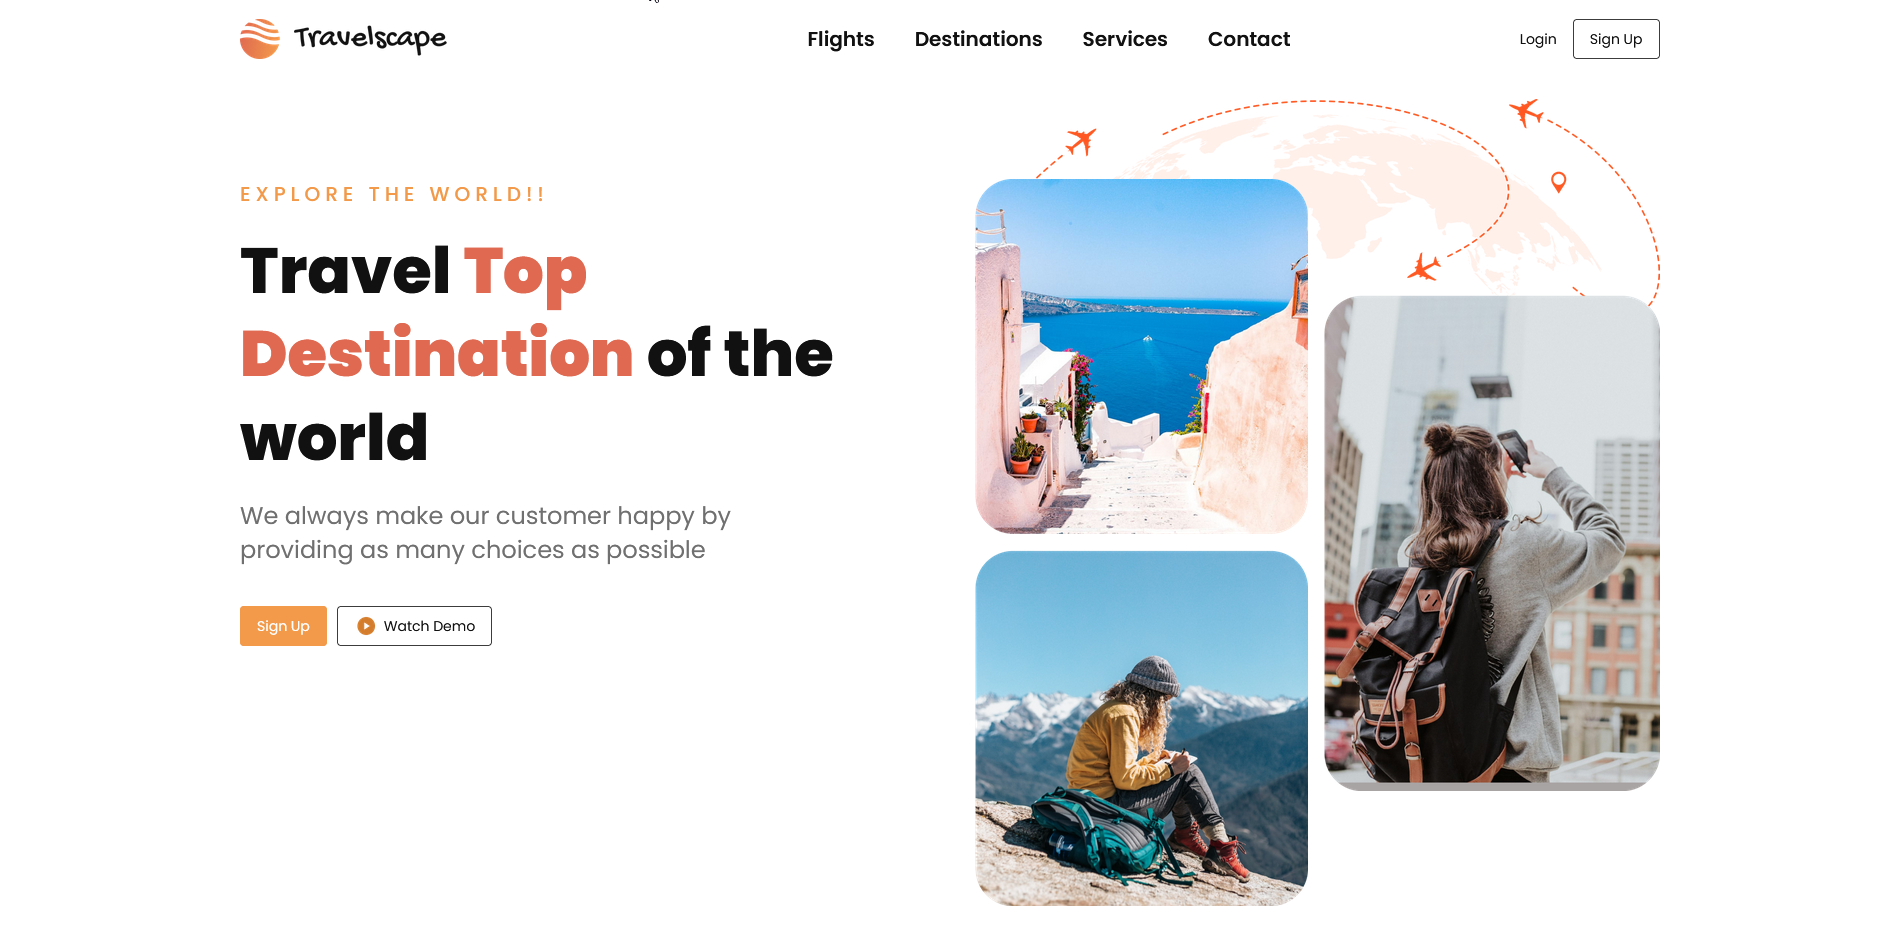 Travelscape
Flights Destinations Services Contact
Login Sign Up
EXPLORE THE WORLD!!
Travel Top
Destination of the
world
We always make our customer happy by
providing as many choices as possible
Sign Up Watch Demo